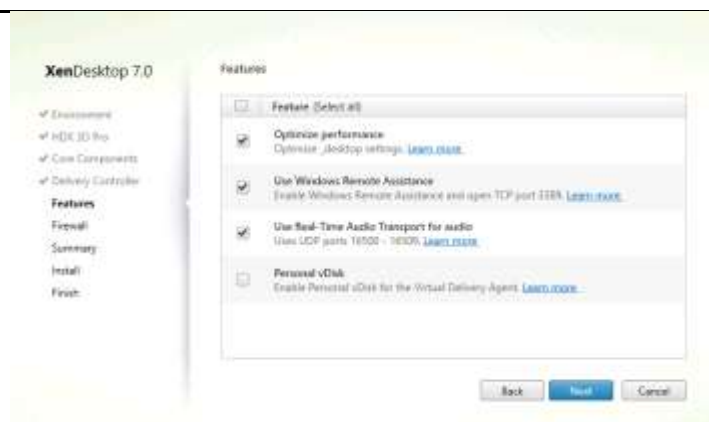 XenDesktop 7.0
Features
Environment
HDX 3D Pro
Core Components
Delivery Controller
Features
Firewall
Summary
Install
Finish
Feature (Select all)
Optimize performance
Optimize desktop settings. Learn more
Use Windows Remote Assistance
Enable Windows Remote Assistance and open TCP port 3389. Learn more
Use Real-Time Audio Transport for audio
Uses UDP ports 16500 - 16509. Learn more
Personal vDisk
Enable Personal vDisk for the Virtual Delivery Agent. Learn more
Back
Next
Cancel